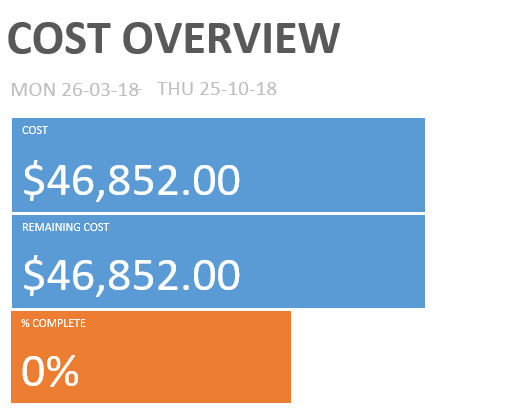 COST OVERVIEW
MON 26-03-18- THU 25-10-18
COST
$46,852.00
REMAINING COST
$46,852.00
% COMPLETE
0%